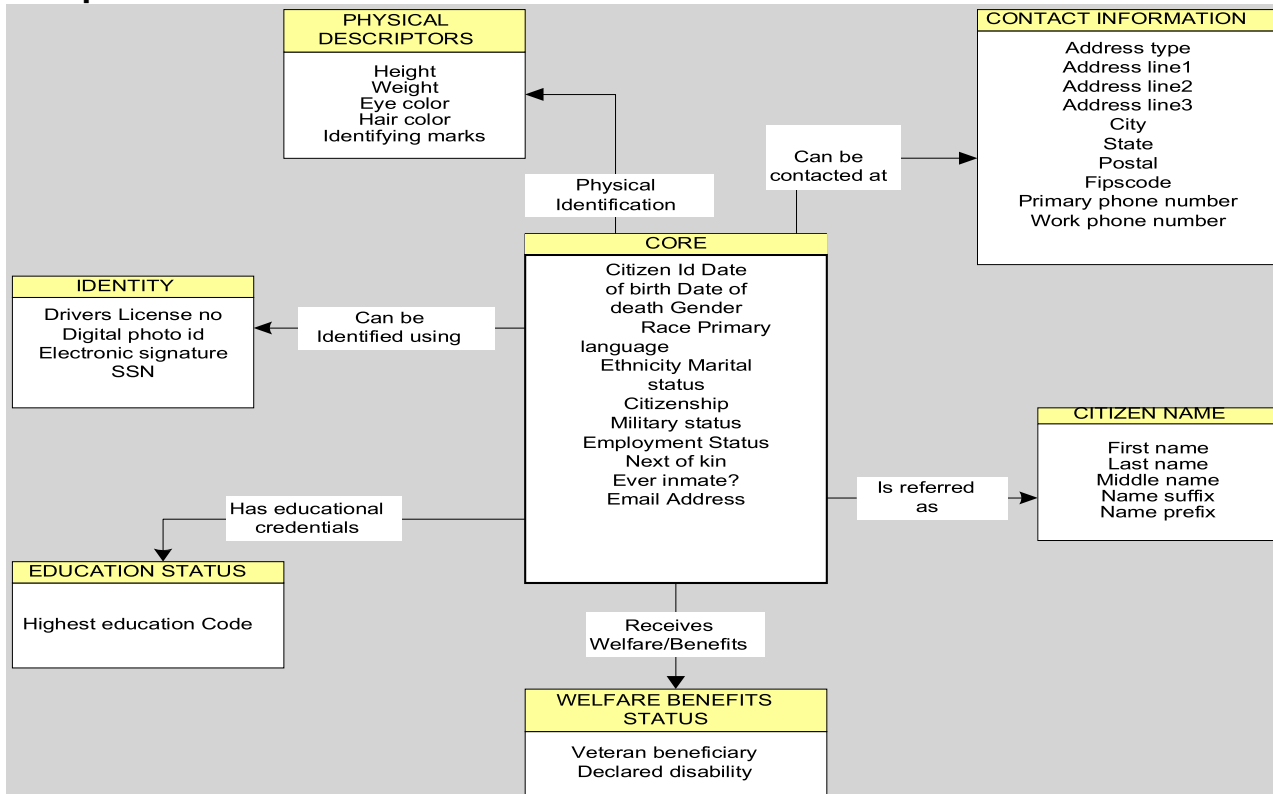 PHYSICAL
DESCRIPTORS
Height
Weight
Eye color
Hair color
Identifying marks
CONTACT INFORMATION
Address type
Address line1
Address line2
Address line3
City
State
Postal
Fipscode
Primary phone number
Work phone number
Can be
contacted at
Physical
Identification
CORE
Citizen Id Date
of birth Date of
death Gender
Race Primary
language
Ethnicity Marital
status
Citizenship
Military status
Employment Status
Next of kin
Ever inmate?
Email Address
IDENTITY
Drivers License no
Digital photo id
Electronic signature
SSN
Can be
Identified using
CITIZEN NAME
First name
Last name
Middle name
Name suffix
Name prefix
Is referred
as
Has educational
credentials
EDUCATION STATUS
Highest education Code
Receives
Welfare/Benefits
WELFARE BENEFITS
STATUS
Veteran beneficiary
Declared disability